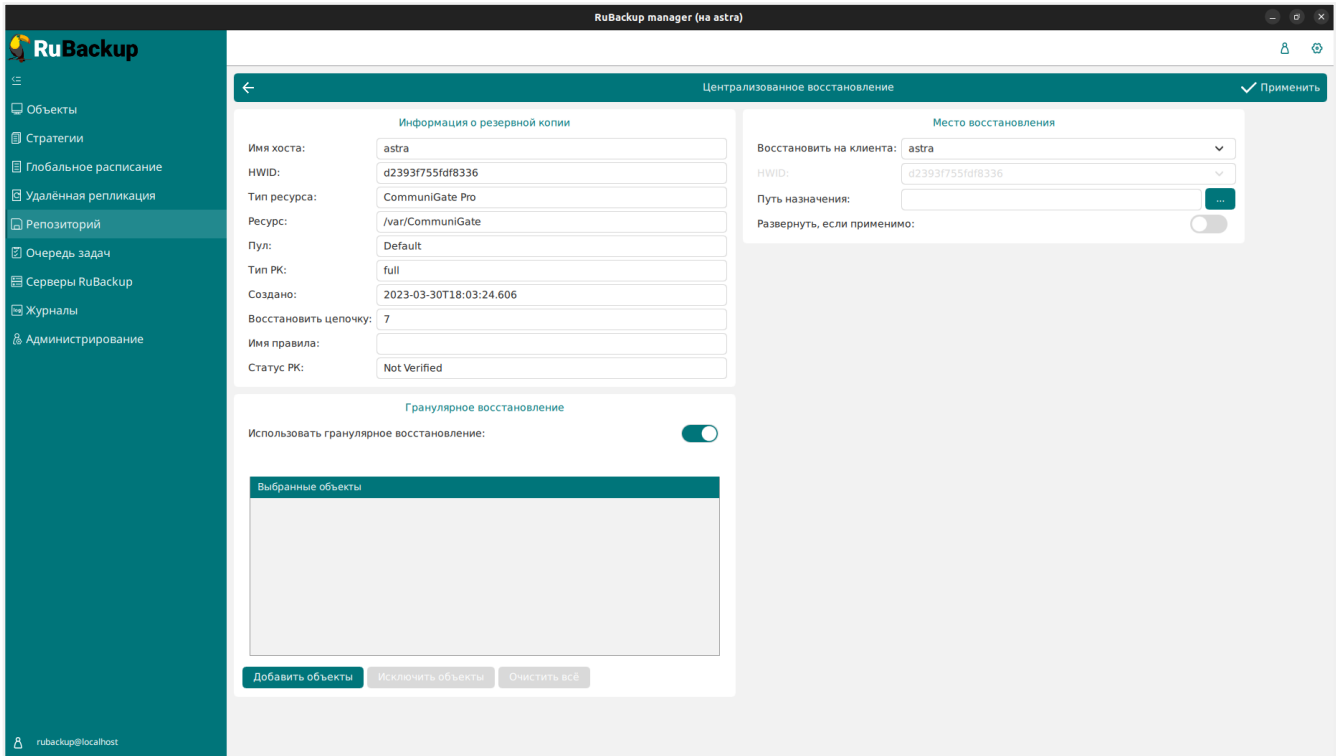 RuBackup manager (на astra)
RuBackup
Объекты
Стратегии
Глобальное расписание
Удалённая репликация
Репозиторий
Очередь задач
Серверы RuBackup
Журналы
Администрирование
rubackup@localhost
Централизованное восстановление
Применить
Информация о резервной копии
Имя хоста: astra
HWID: d2393f755fdf8336
Тип ресурса: CommuniGate Pro
Ресурс: /var/CommuniGate
Пул: Default
Тип РК: full
Создано: 2023-03-30T18:03:24.606
Восстановить цепочку: 7
Имя правила:
Статус РК: Not Verified
Гранулярное восстановление
Использовать гранулярное восстановление:
Выбранные объекты
Добавить объекты Исключить объекты Очистить всё
Место восстановления
Восстановить на клиента: astra
HWID: d2393f755fdf8336
Путь назначения: ...
Развернуть, если применимо: